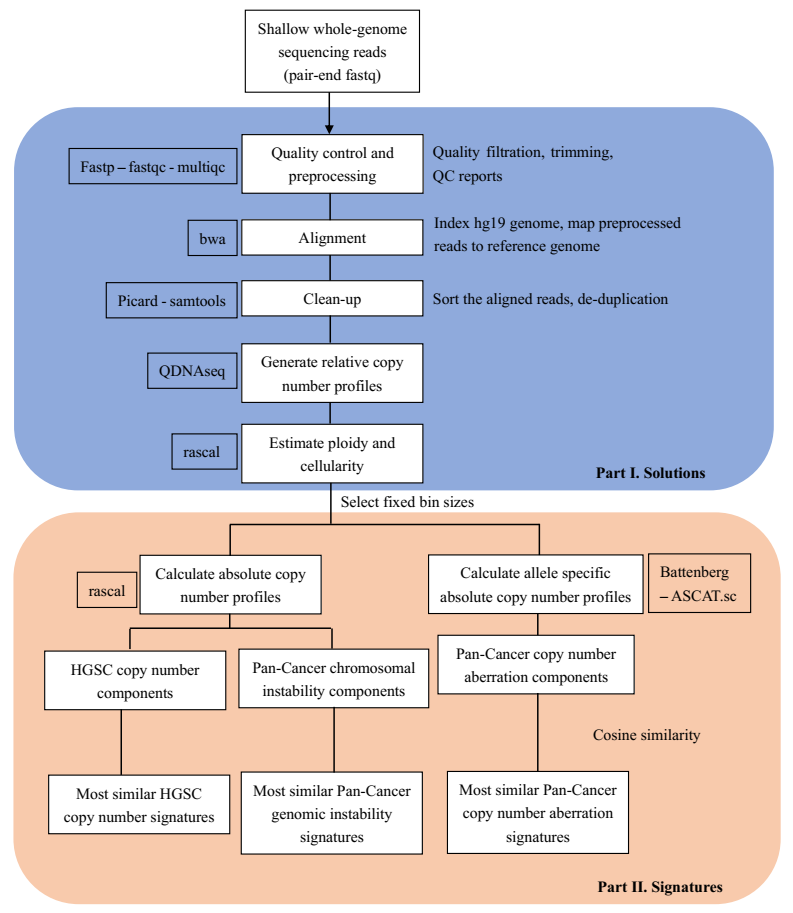 Shallow whole-genome
sequencing reads
(pair-end fastq)
Fastp – fastqc - multiqc
Quality control and
preprocessing
Quality filtration, trimming,
QC reports
bwa
Alignment
Index hg19 genome, map preprocessed
reads to reference genome
Picard - samtools
Clean-up
Sort the aligned reads, de-duplication
QDNAseq
Generate relative copy
number profiles
rascal
Estimate ploidy and
cellularity
Part I. Solutions
Select fixed bin sizes
rascal
Calculate absolute copy
number profiles
Calculate allele specific
absolute copy number profiles
Battenberg
– ASCAT.sc
HGSC copy number
components
Pan-Cancer chromosomal
instability components
Pan-Cancer copy number
aberration components
Cosine similarity
Most similar HGSC
copy number signatures
Most similar Pan-Cancer
genomic instability
signatures
Most similar Pan-Cancer
copy number aberration
signatures
Part II. Signatures